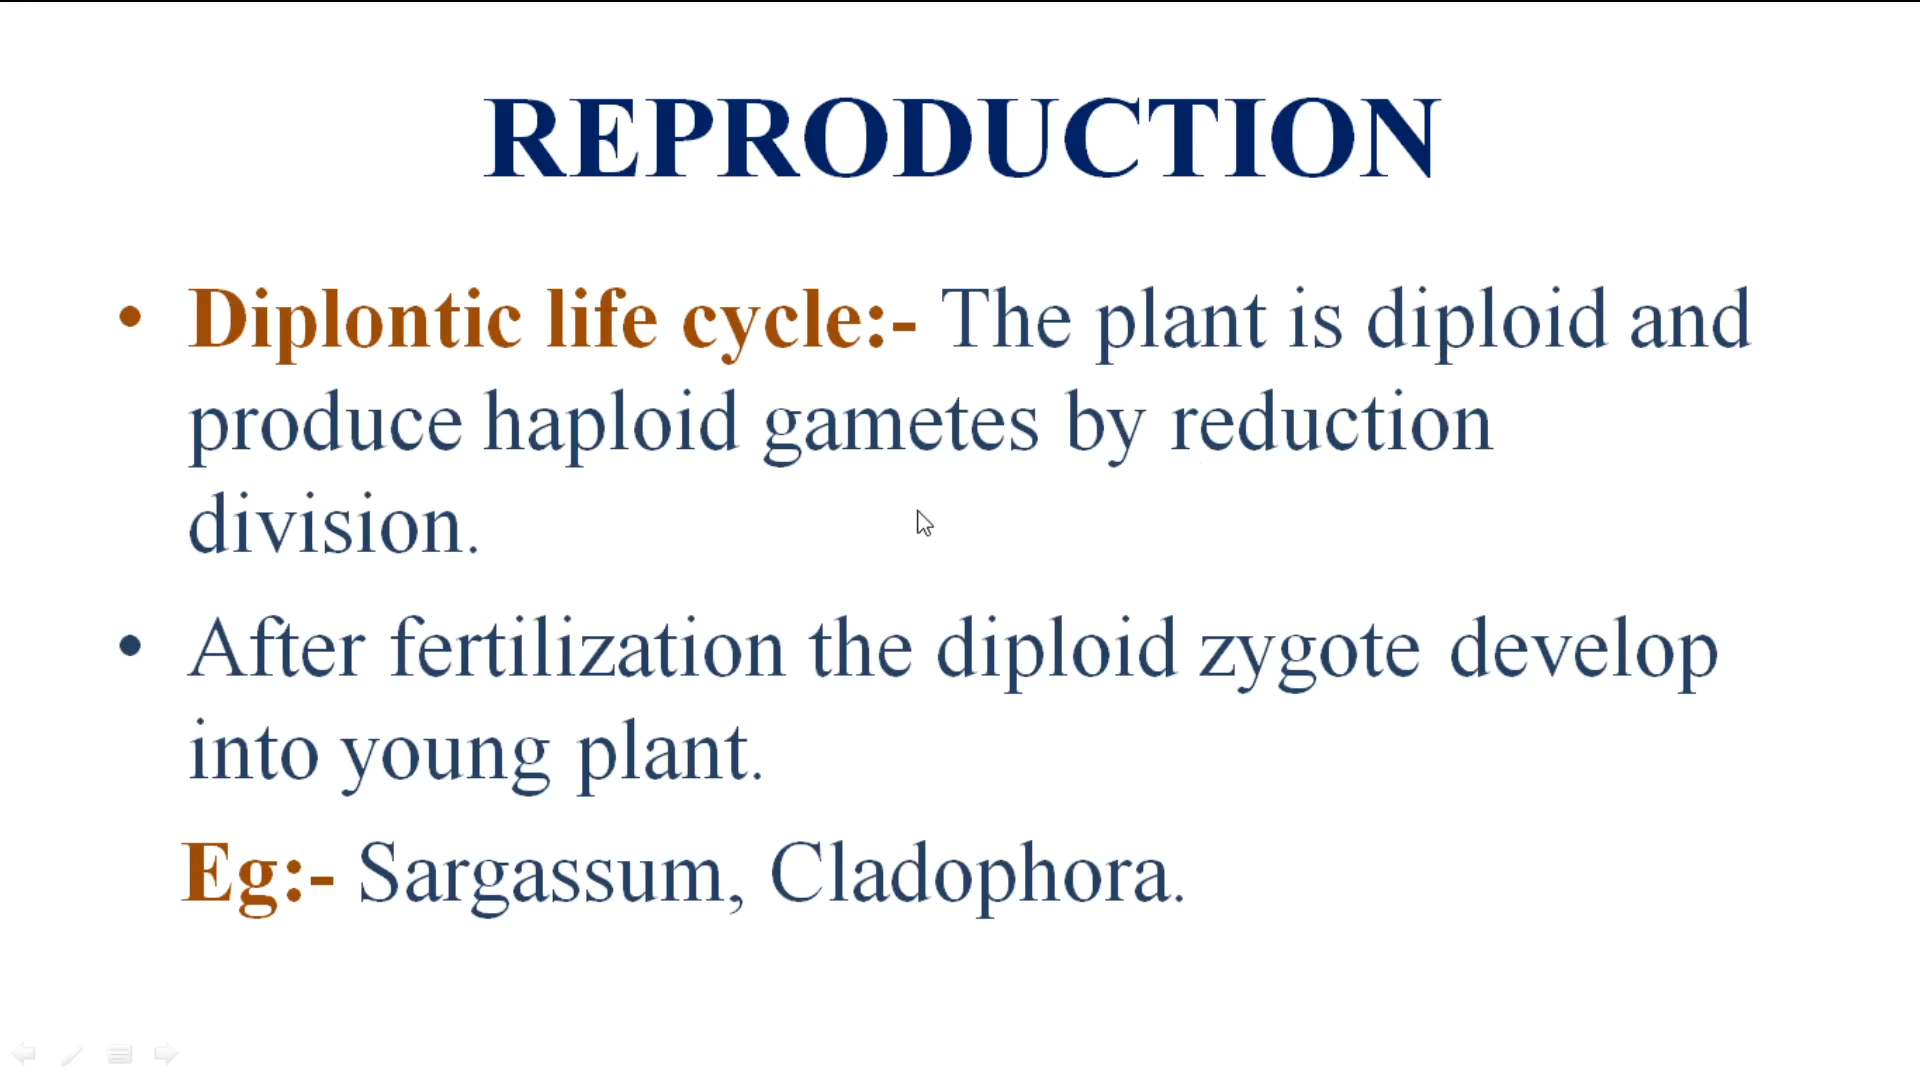 REPRODUCTION
• Diplontic life cycle:- The plant is diploid and
produce haploid gametes by reduction
division.
• After fertilization the diploid zygote develop
into young plant.
Eg:- Sargassum, Cladophora.